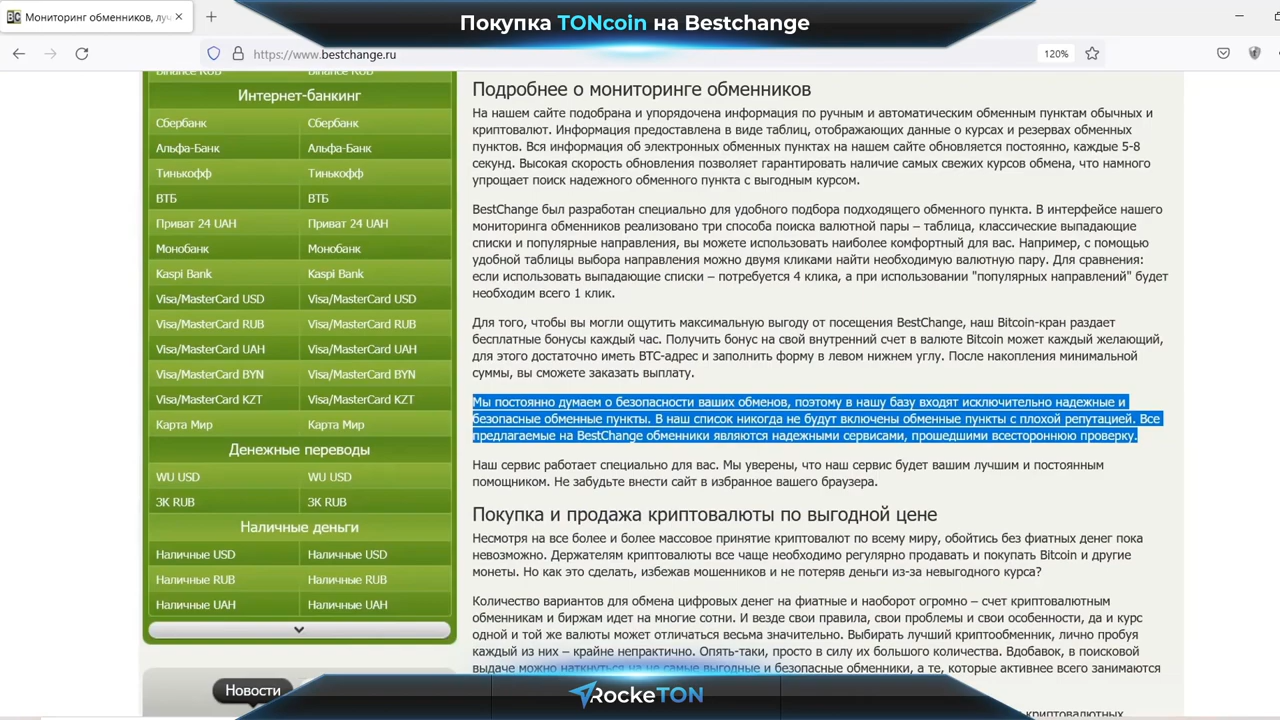 Мониторинг обменников, лу
Покупка TONcoin на Bestchange
https://www.bestchange.ru
120%
Binance RUB Binance RUB
Интернет-банкинг
Сбербанк Сбербанк
Альфа-Банк Альфа-Банк
Тинькофф Тинькофф
ВТБ ВТБ
Приват 24 UAH Приват 24 UAH
Монобанк Монобанк
Kaspi Bank Kaspi Bank
Visa/MasterCard USD Visa/MasterCard USD
Visa/MasterCard RUB Visa/MasterCard RUB
Visa/MasterCard UAH Visa/MasterCard UAH
Visa/MasterCard BYN Visa/MasterCard BYN
Visa/MasterCard KZT Visa/MasterCard KZT
Карта Мир Карта Мир
Денежные переводы
WU USD WU USD
ЗК RUB ЗК RUB
Наличные деньги
Наличные USD Наличные USD
Наличные RUB Наличные RUB
Наличные UAH Наличные UAH
Новости
Подробнее о мониторинге обменников
На нашем сайте подобрана и упорядочена информация по ручным и автоматическим обменным пунктам обычных и
криптовалют. Информация предоставлена в виде таблиц, отображающих данные о курсах и резервах обменных
пунктов. Вся информация об электронных обменных пунктах на нашем сайте обновляется постоянно, каждые 5-8
секунд. Высокая скорость обновления позволяет гарантировать наличие самых свежих курсов обмена, что намного
упрощает поиск надежного обменного пункта с выгодным курсом.
BestChange был разработан специально для удобного подбора подходящего обменного пункта. В интерфейсе нашего
мониторинга обменников реализовано три способа поиска валютной пары – таблица, классические выпадающие
списки и популярные направления, вы можете использовать наиболее комфортный для вас. Например, с помощью
удобной таблицы выбора направления можно двумя кликами найти необходимую валютную пару. Для сравнения:
если использовать выпадающие списки – потребуется 4 клика, а при использовании "популярных направлений" будет
необходим всего 1 клик.
Для того, чтобы вы могли ощутить максимальную выгоду от посещения BestChange, наш Bitcoin-кран раздает
бесплатные бонусы каждый час. Получить бонус на свой внутренний счет в валюте Bitcoin может каждый желающий,
для этого достаточно иметь BTC-адрес и заполнить форму в левом нижнем углу. После накопления минимальной
суммы, вы сможете заказать выплату.
Мы постоянно думаем о безопасности ваших обменов, поэтому в нашу базу входят исключительно надежные и
безопасные обменные пункты. В наш список никогда не будут включены обменные пункты с плохой репутацией. Все
предлагаемые на BestChange обменники являются надежными сервисами, прошедшими всестороннюю проверку.
Наш сервис работает специально для вас. Мы уверены, что наш сервис будет вашим лучшим и постоянным
помощником. Не забудьте внести сайт в избранное вашего браузера.
Покупка и продажа криптовалюты по выгодной цене
Несмотря на все более и более массовое принятие криптовалют по всему миру, обойтись без фиатных денег пока
невозможно. Держателям криптовалюты все чаще необходимо регулярно продавать и покупать Bitcoin и другие
монеты. Но как это сделать, избежав мошенников и не потеряв деньги из-за невыгодного курса?
Количество вариантов для обмена цифровых денег на фиатные и наоборот огромно – счет криптовалютным
обменникам и биржам идет на многие сотни. И везде свои правила, свои проблемы и свои особенности, да и курс
одной и той же валюты может отличаться весьма значительно. Выбирать лучший криптообменник, лично пробуя
каждый из них – крайне непрактично. Опять-таки, просто в силу их большого количества. Вдобавок, в поисковой
выдаче можно наткнуться на не самые выгодные и безопасные обменники, а те, которые активнее всего занимаются
криптовалютных
RockeTON